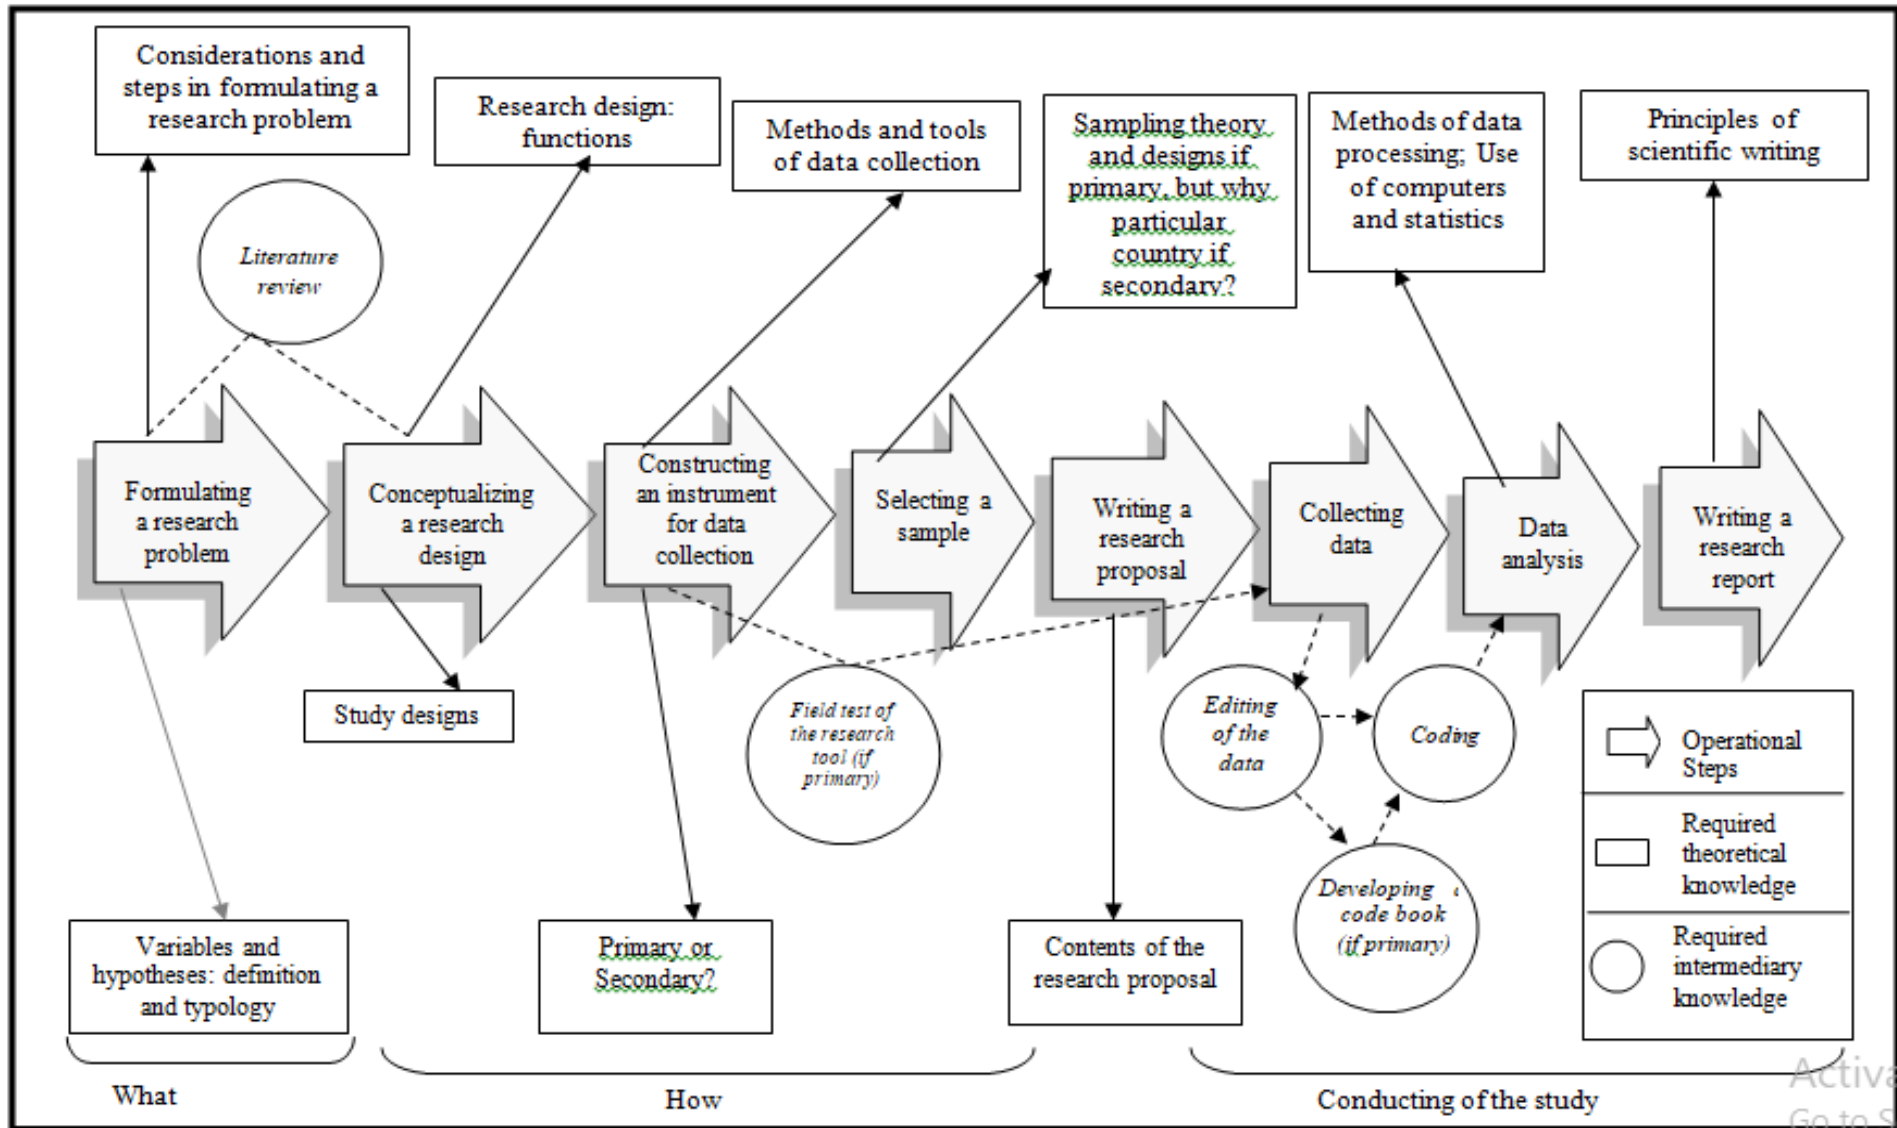 Considerations and
steps in formulating a
research problem
Research design:
functions
Methods and tools
of data collection
Sampling theory
and designs if
primary, but why
particular
country if
secondary?
Methods of data
processing; Use
of computers
and statistics
Principles of
scientific writing
Literature
review
Formulating
a research
problem
Conceptualizing
a research
design
Constructing
an instrument
for data
collection
Selecting a
sample
Writing a
research
proposal
Collecting
data
Data
analysis
Writing a
research
report
Study designs
Field test of
the research
tool (if
primary)
Editing
of the
data
Coding
Developing
code book
(if primary)
Operational
Steps
Required
theoretical
knowledge
Required
intermediary
knowledge
Variables and
hypotheses: definition
and typology
Primary or
Secondary?
Contents of the
research proposal
What
How
Conducting of the study
Go to